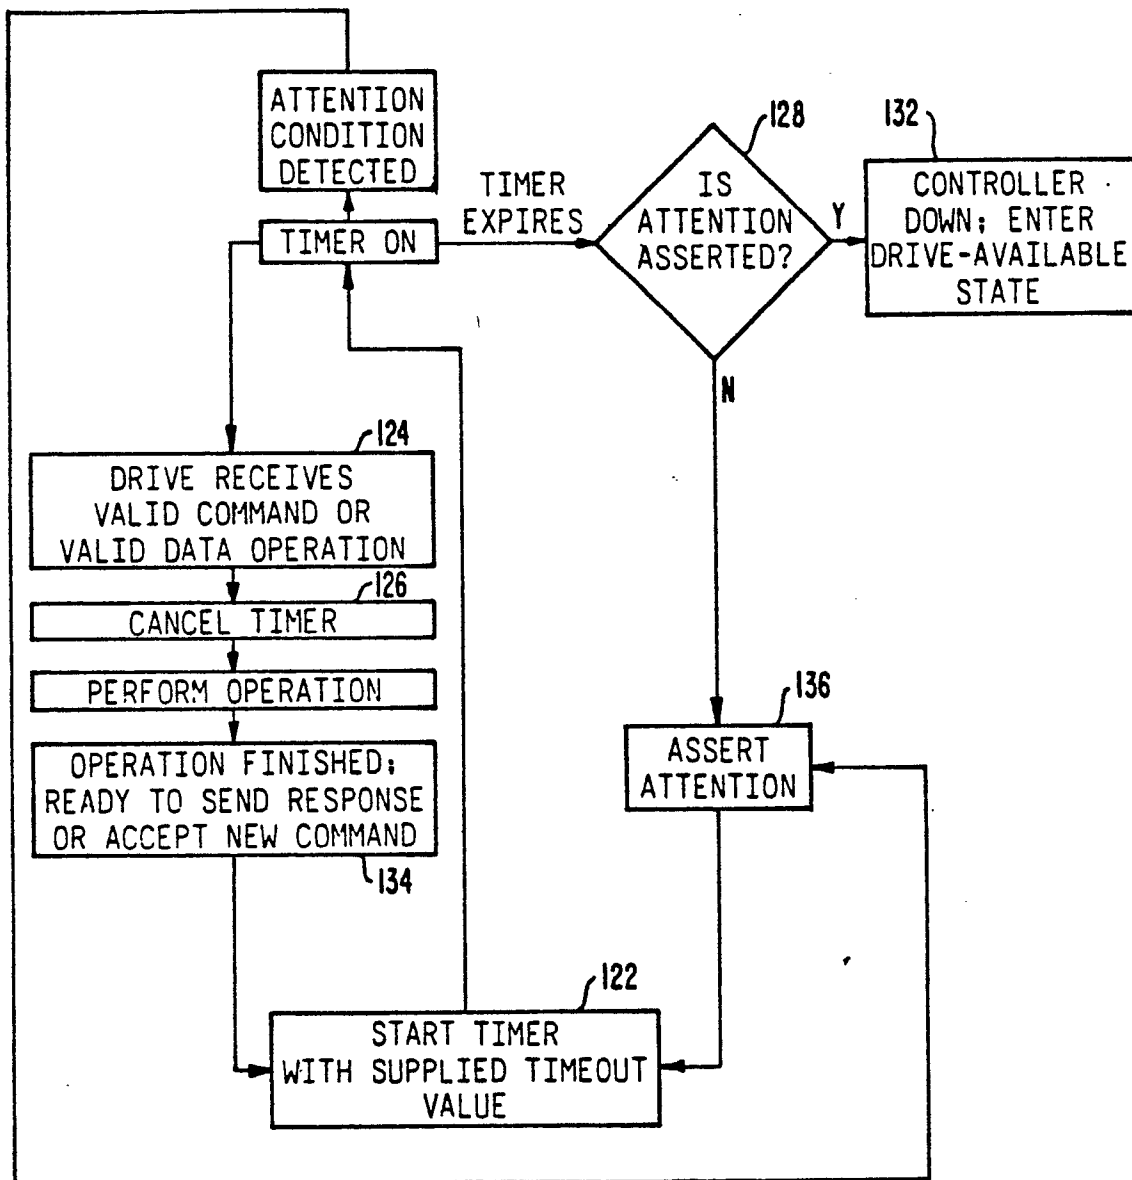 ATTENTION
CONDITION
DETECTED
TIMER ON
TIMER
EXPIRES
128
IS
ATTENTION
ASSERTED?
Y
132
CONTROLLER
DOWN; ENTER
DRIVE-AVAILABLE
STATE
N
124
DRIVE RECEIVES
VALID COMMAND OR
VALID DATA OPERATION
126
CANCEL TIMER
PERFORM OPERATION
OPERATION FINISHED;
READY TO SEND RESPONSE
OR ACCEPT NEW COMMAND
134
136
ASSERT
ATTENTION
122
START TIMER
WITH SUPPLIED TIMEOUT
VALUE